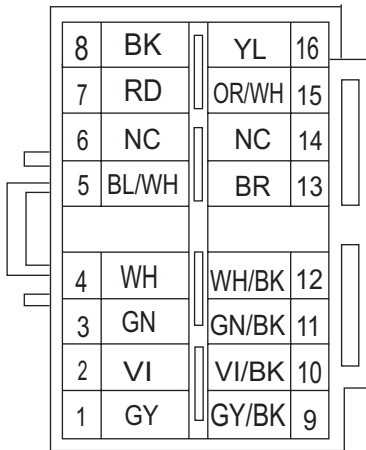 8 BK YL 16
7 RD OR/WH 15
6 NC NC 14
5 BL/WH BR 13
4 WH WH/BK 12
3 GN GN/BK 11
2 VI VI/BK 10
1 GY GY/BK 9